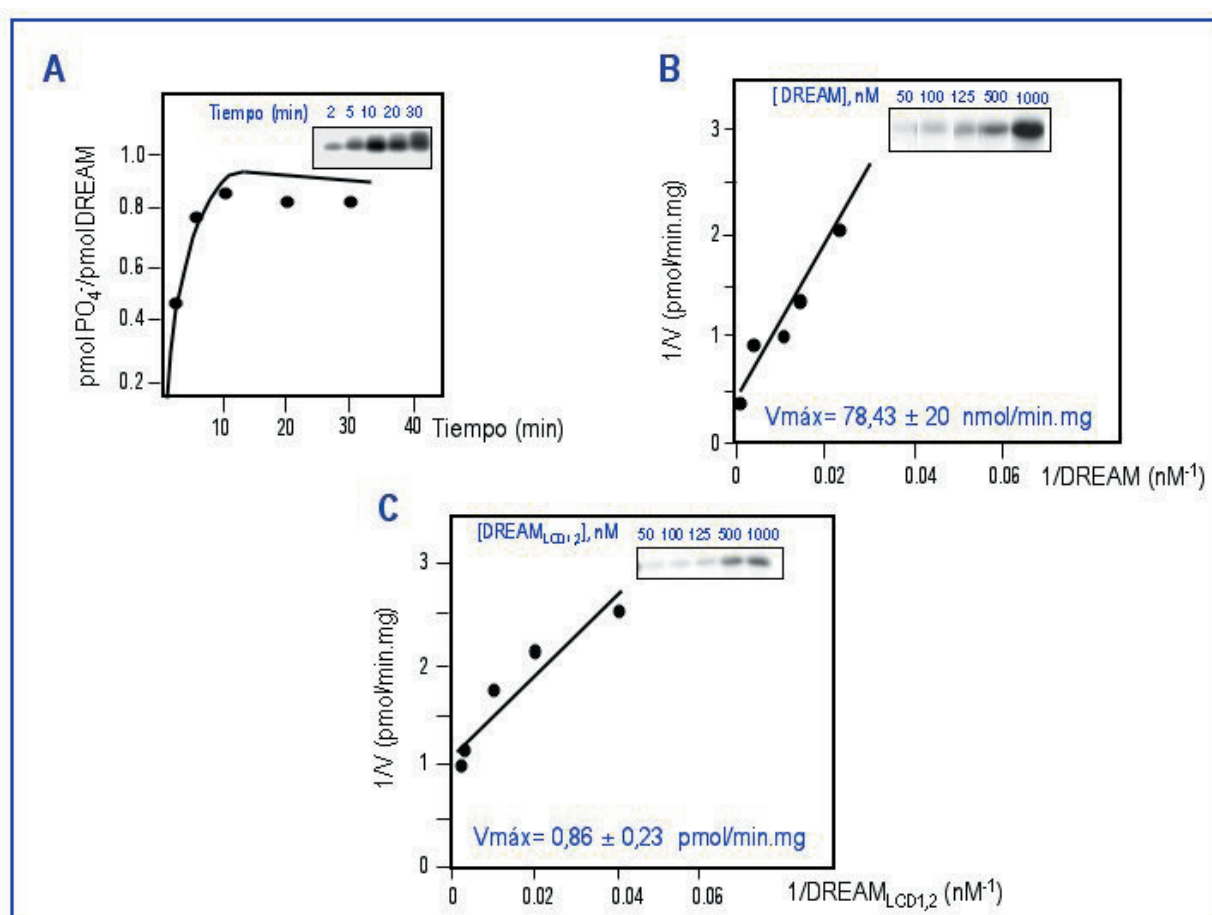 A
Tiempo (min) 2 5 10 20 30
1.0
0.8
0.6
0.4
0.2
pmolPO4-/pmolDREAM
10 20 30 40
Tiempo (min)
B
[DREAM], nM 50 100 125 500 1000
3
2
1
0
1/V (pmol/min.mg)
Vmáx= 78,43 ± 20 nmol/min.mg
0 0.02 0.04 0.06
1/DREAM (nM-1)
C
[DREAMLCD1,2], nM 50 100 125 500 1000
3
2
1
0
1/V (pmol/min.mg)
Vmáx= 0,86 ± 0,23 pmol/min.mg
0 0.02 0.04 0.06
1/DREAMLCD1,2 (nM-1)